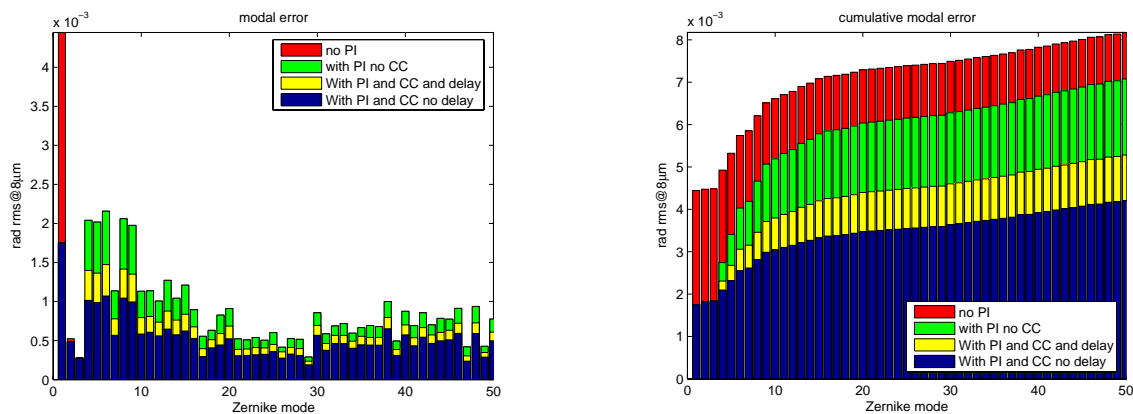 modal error
x 10⁻³
4
3.5
3
2.5
2
1.5
1
0.5
0
rad rms@8μm
no PI
with PI no CC
With PI and CC and delay
With PI and CC no delay
0 10 20 30 40 50
Zernike mode
cumulative modal error
x 10⁻³
8
7
6
5
4
3
2
1
0
rad rms@8μm
no PI
with PI no CC
With PI and CC and delay
With PI and CC no delay
0 10 20 30 40 50
Zernike mode